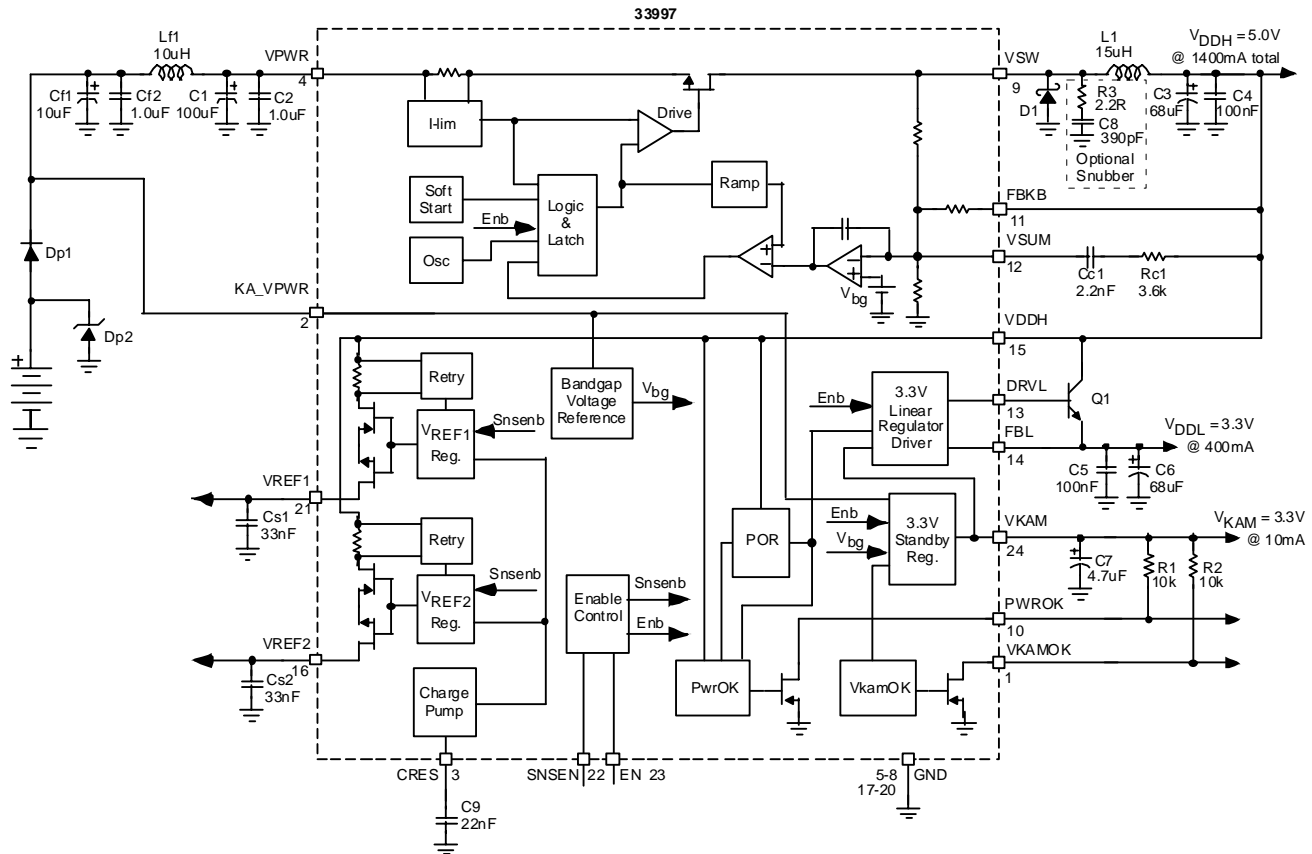 33997
Lf1
10uH
VPWR
4
Cf1
10uF
Cf2
1.0uF
C1
100uF
C2
1.0uF
VSW
9
L1
15uH
VDDH = 5.0V
@ 1400mA total
D1
R3
2.2R
C8
390pF
Optional
Snubber
C3
68uF
C4
100nF
I-lim
Drive
Soft
Start
Enb
Osc
Logic
&
Latch
Ramp
Vbg
FBKB
11
VSUM
12
Cc1
2.2nF
Rc1
3.6k
Dp1
Dp2
KA_VPWR
2
VDDH
15
Retry
VREF1
Reg.
Snsenb
Bandgap
Voltage
Reference
Vbg
Enb
3.3V
Linear
Regulator
Driver
DRVL
13
Q1
FBL
14
VDDL = 3.3V
@ 400mA
C5
100nF
C6
68uF
VREF1
21
Cs1
33nF
Retry
VREF2
Reg.
Snsenb
POR
Enb
Vbg
3.3V
Standby
Reg.
VKAM
24
VKAM = 3.3V
@ 10mA
C7
4.7uF
R1
10k
R2
10k
Enable
Control
Snsenb
Enb
PWROK
10
VKAMOK
1
VREF2
16
Cs2
33nF
Charge
Pump
PwrOK
VkamOK
CRES
3
SNSEN 22
EN 23
5-8
17-20
GND
C9
22nF